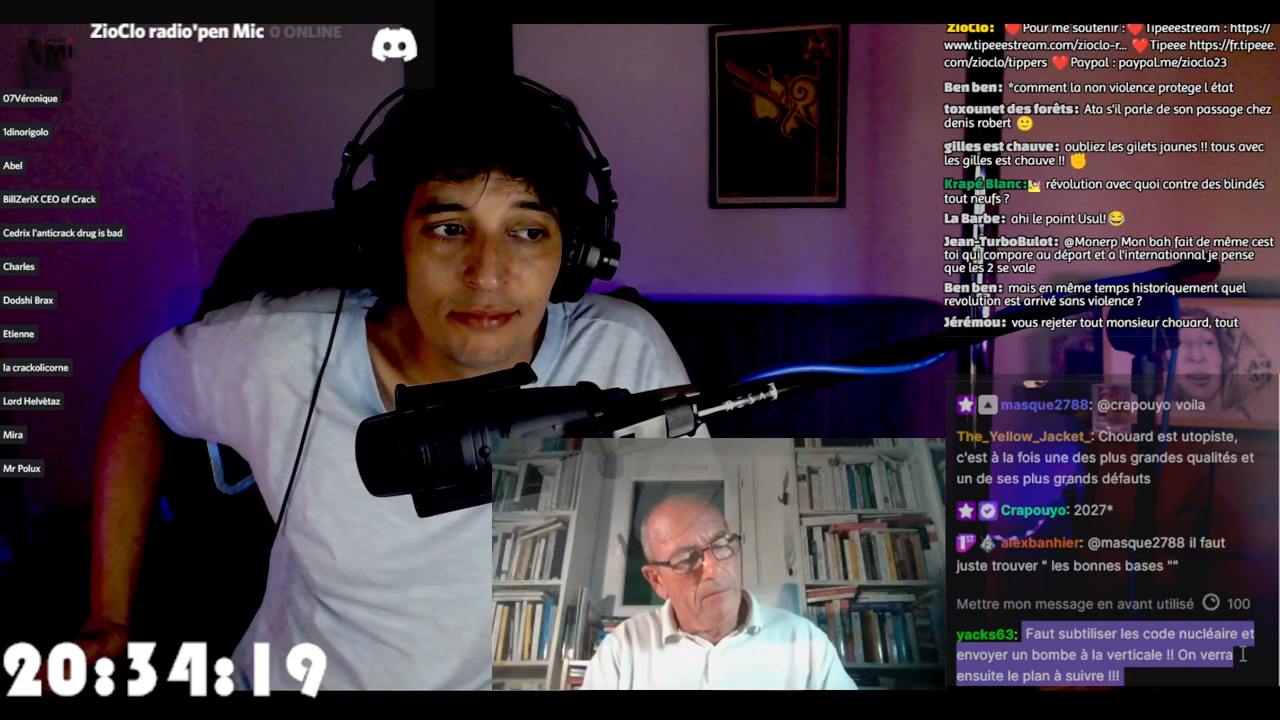 ZioClo radio'pen Mic 0 ONLINE
07Véronique
1dinorigolo
Abel
BillZeriX CEO of Crack
Cedrix l'anticrack drug is bad
Charles
Dodshi Brax
Etienne
la crackolicorne
Lord Helvètaz
Mira
Mr Polux
20:34:19
ZioClo: ❤️Pour me soutenir :❤️Tipeeestream : https://
www.tipeeestream.com/zioclo-r... ❤️Tipeee https://fr.tipeee.
com/zioclo/tippers ❤️Paypal : paypal.me/zioclo23
Ben ben: *comment la non violence protege l état
toxounet des forêts: Ata s'il parle de son passage chez
denis robert 🙂
gilles est chauve: oubliez les gilets jaunes !! tous avec
les gilles est chauve !! ✊
Krapê Blanc: révolution avec quoi contre des blindés
tout neufs ?
La Barbe: ahi le point Usul!😂
Jean-TurboBulot: @Monerp Mon bah fait de même cest
toi qui compare au départ et a l'internationnal je pense
que les 2 se vale
Ben ben: mais en même temps historiquement quel
revolution est arrivé sans violence ?
Jérémou: vous rejeter tout monsieur chouard, tout
masque2788: @crapouyo voila
The_Yellow_Jacket_: Chouard est utopiste,
c'est à la fois une des plus grandes qualités et
un de ses plus grands défauts
Crapouyo: 2027*
1ST 2 alexbanhier: @masque2788 il faut
juste trouver " les bonnes bases ""
Mettre mon message en avant utilisé 100
yacks63: Faut subtiliser les code nucléaire et
envoyer un bombe à la verticale !! On verra
ensuite le plan à suivre !!!